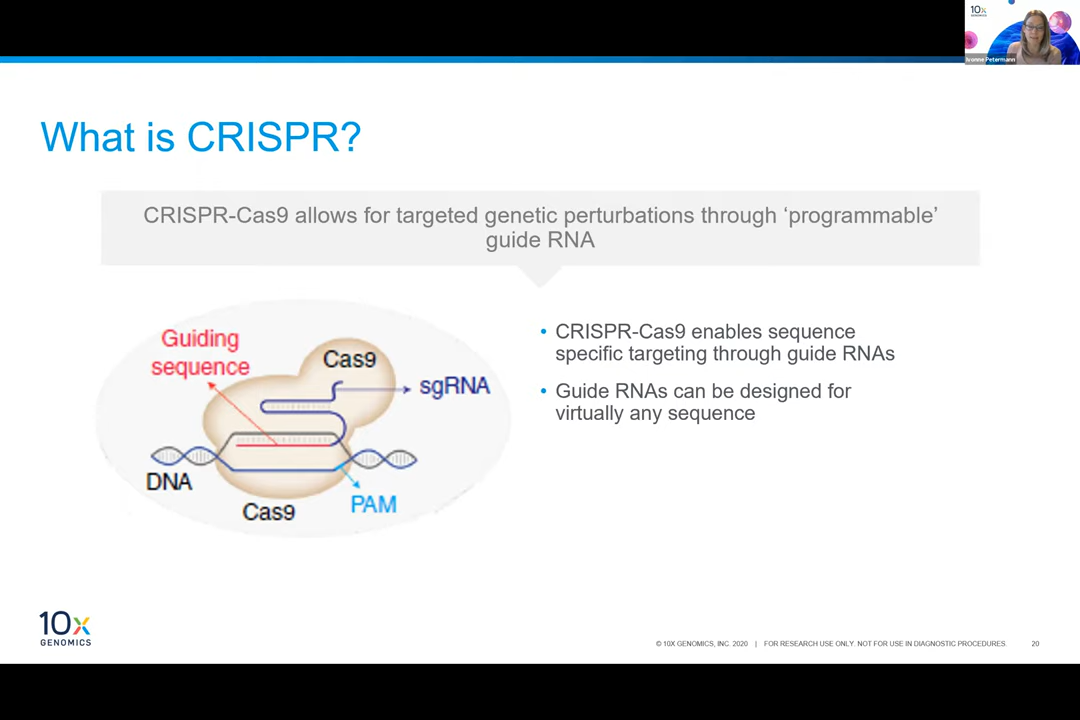 10x
GENOMICS
Ivonne Petermann
What is CRISPR?
CRISPR-Cas9 allows for targeted genetic perturbations through ‘programmable’
guide RNA
Guiding
sequence
Cas9
sgRNA
DNA
Cas9
PAM
• CRISPR-Cas9 enables sequence
specific targeting through guide RNAs
• Guide RNAs can be designed for
virtually any sequence
10x
GENOMICS
© 10X GENOMICS, INC. 2020 | FOR RESEARCH USE ONLY. NOT FOR USE IN DIAGNOSTIC PROCEDURES 20